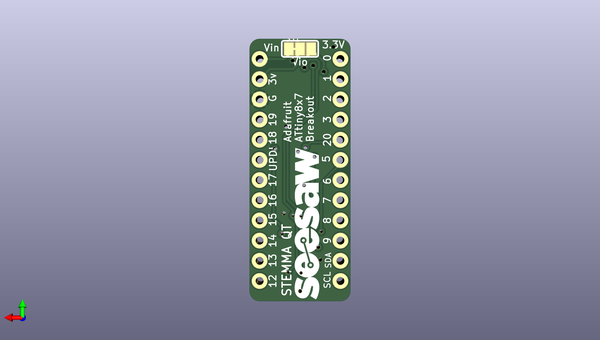 Vin
3.3V
Vio
3v
G
19
18
UPDI
17
16
15
14
13
12
0
1
2
3
20
5
6
7
8
9
SDA
SCL
Adafruit
ATtiny8x7
Breakout
seesaw
STEMMA QT